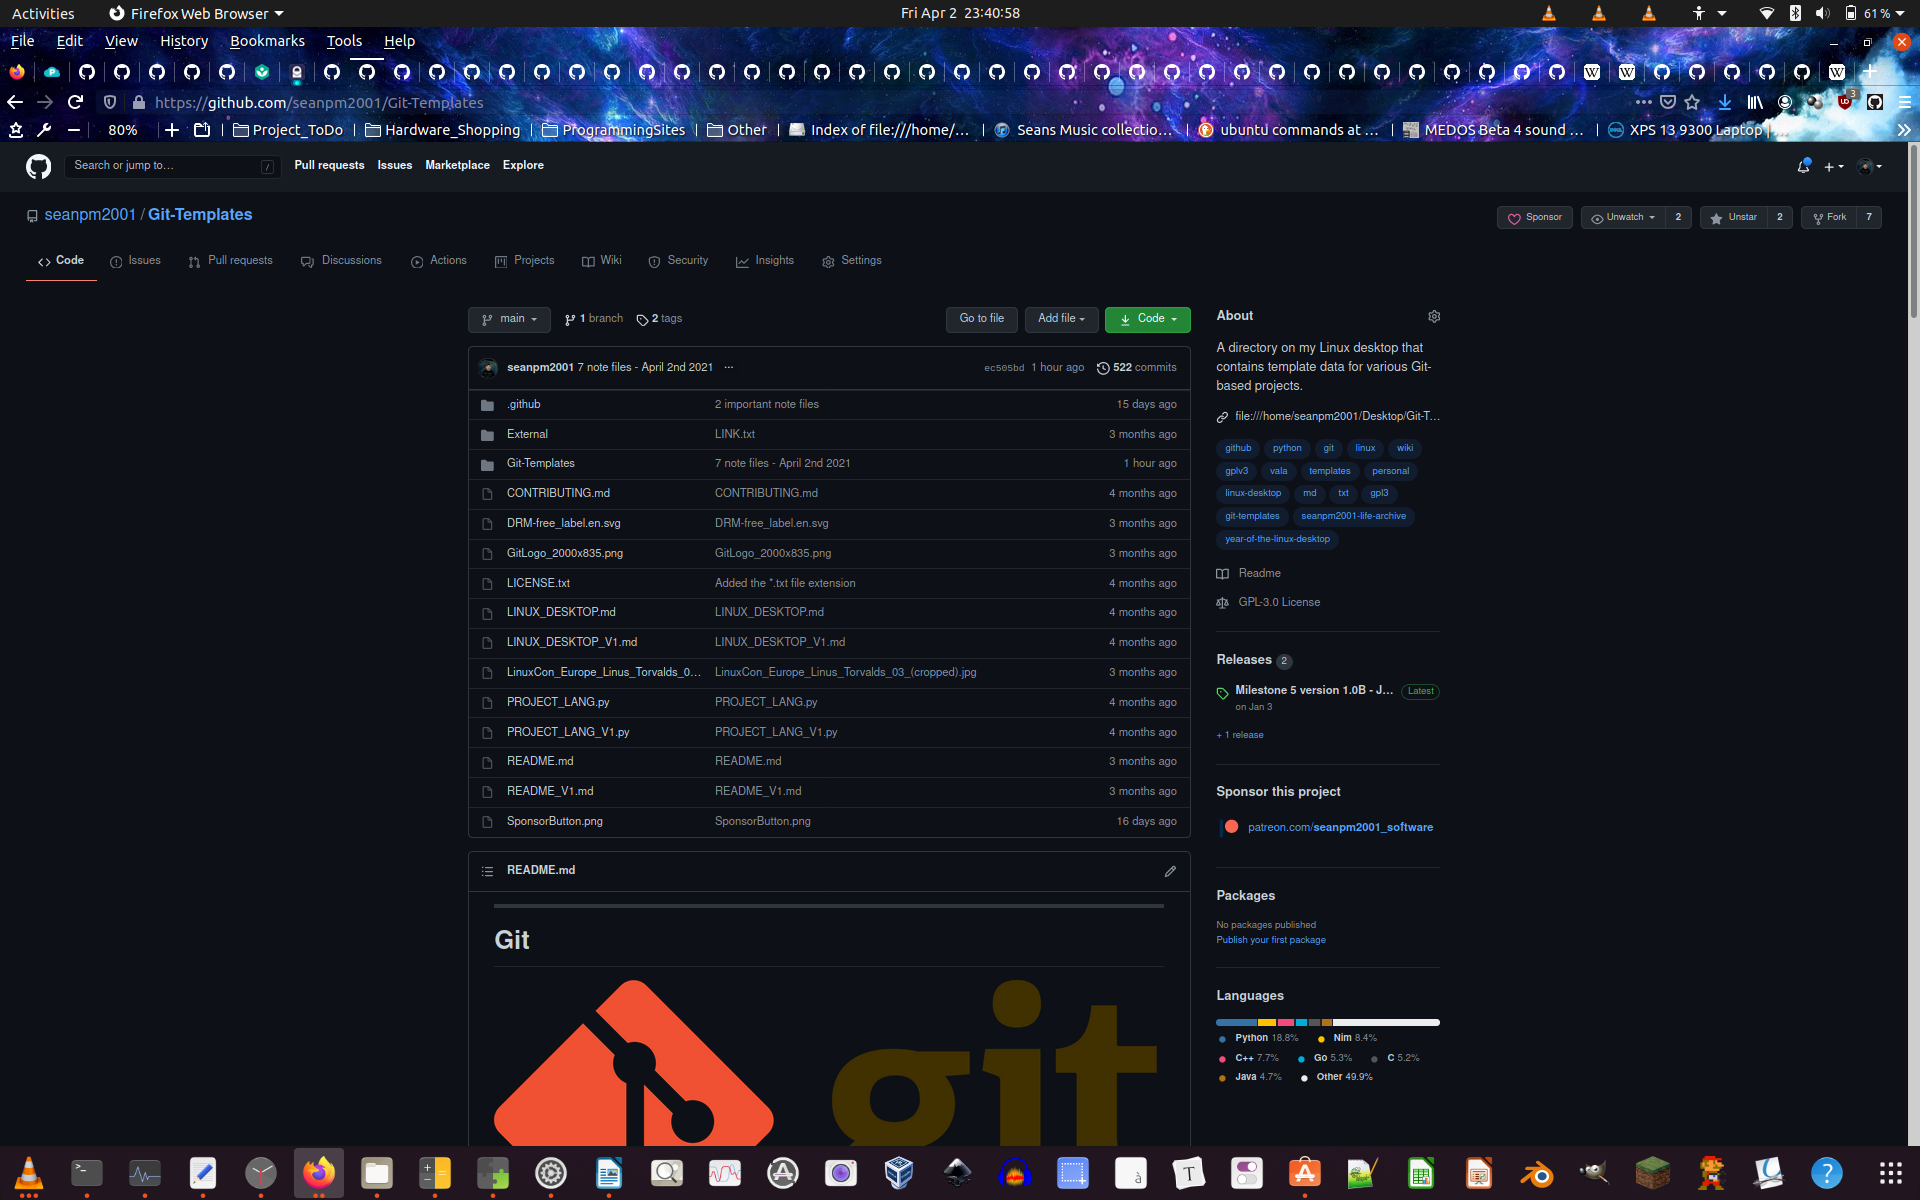 Activities
Firefox Web Browser
Fri Apr 2  23:40:58
61 %
File Edit View History Bookmarks Tools Help
https://github.com/seanpm2001/Git-Templates
3
80%
Project_ToDo
Hardware_Shopping
ProgrammingSites
Other
Index of file:///home/...
Seans Music collectio...
ubuntu commands at ...
MEDOS Beta 4 sound ...
XPS 13 9300 Laptop |...
Search or jump to...
/
Pull requests Issues Marketplace Explore
seanpm2001 / Git-Templates
Sponsor
Unwatch 2
Unstar 2
Fork 7
Code
Issues
Pull requests
Discussions
Actions
Projects
Wiki
Security
Insights
Settings
main
1 branch
2 tags
Go to file
Add file
Code
seanpm2001 7 note files - April 2nd 2021 ...
ec505bd 1 hour ago
522 commits
.github 2 important note files 15 days ago
External LINK.txt 3 months ago
Git-Templates 7 note files - April 2nd 2021 1 hour ago
CONTRIBUTING.md CONTRIBUTING.md 4 months ago
DRM-free_label.en.svg DRM-free_label.en.svg 3 months ago
GitLogo_2000x835.png GitLogo_2000x835.png 3 months ago
LICENSE.txt Added the *.txt file extension 4 months ago
LINUX_DESKTOP.md LINUX_DESKTOP.md 4 months ago
LINUX_DESKTOP_V1.md LINUX_DESKTOP_V1.md 4 months ago
LinuxCon_Europe_Linus_Torvalds_0... LinuxCon_Europe_Linus_Torvalds_03_(cropped).jpg 3 months ago
PROJECT_LANG.py PROJECT_LANG.py 4 months ago
PROJECT_LANG_V1.py PROJECT_LANG_V1.py 4 months ago
README.md README.md 3 months ago
README_V1.md README_V1.md 3 months ago
SponsorButton.png SponsorButton.png 16 days ago
README.md
Git
git
About
A directory on my Linux desktop that
contains template data for various Git-
based projects.
file:///home/seanpm2001/Desktop/Git-T...
github python git linux wiki
gplv3 vala templates personal
linux-desktop md txt gpl3
git-templates seanpm2001-life-archive
year-of-the-linux-desktop
Readme
GPL-3.0 License
Releases 2
Milestone 5 version 1.0B - J... Latest
on Jan 3
+ 1 release
Sponsor this project
patreon.com/seanpm2001_software
Packages
No packages published
Publish your first package
Languages
Python 18.8% Nim 8.4%
C++ 7.7% Go 5.3% C 5.2%
Java 4.7% Other 49.9%